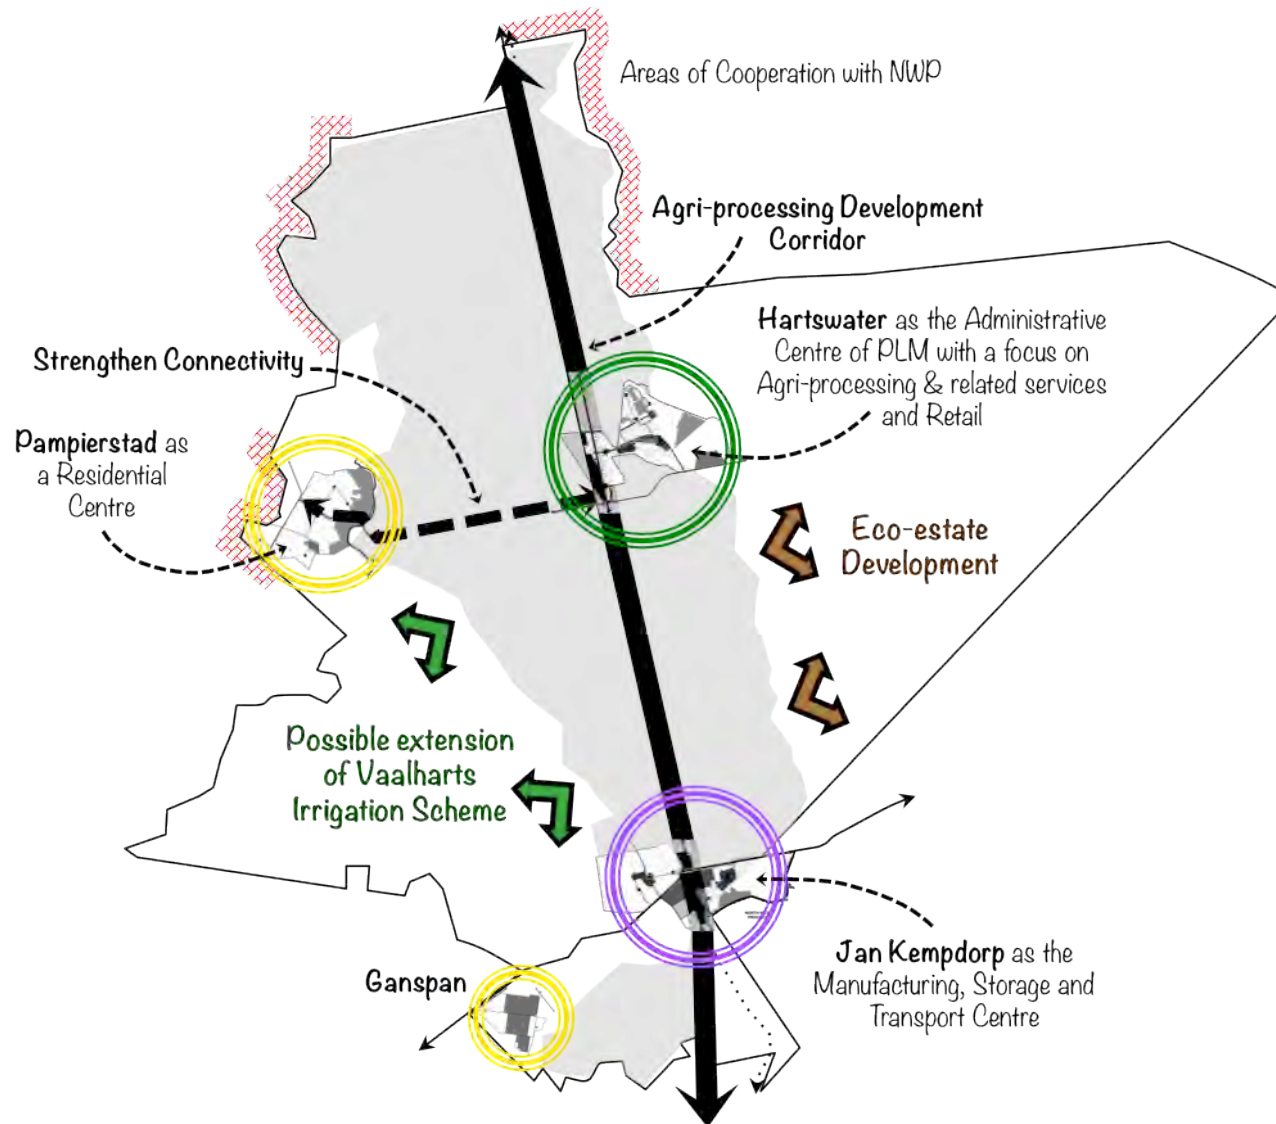 Areas of Cooperation with NWP
Agri-processing Development
Corridor
Hartswater as the Administrative
Centre of PLM with a focus on
Agri-processing & related services
and Retail
Strengthen Connectivity
Pampierstad as
a Residential
Centre
Eco-estate
Development
Possible extension
of Vaalharts
Irrigation Scheme
Ganspan
Jan Kempdorp as the
Manufacturing, Storage and
Transport Centre